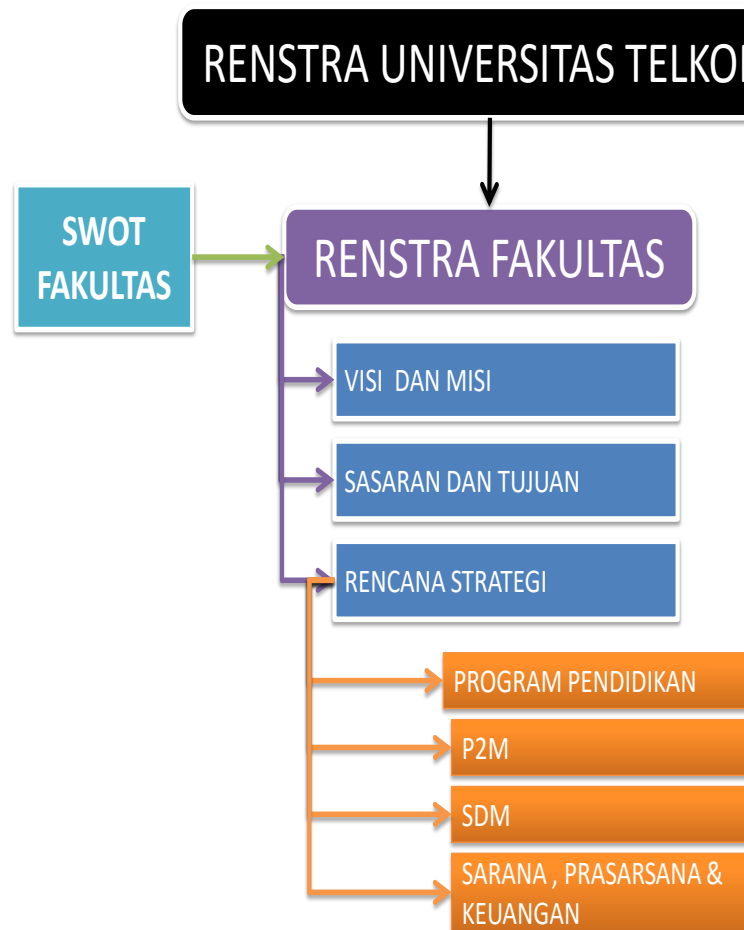 RENSTRA UNIVERSITAS
SWOT
FAKULTAS
RENSTRA FAKULTAS
VISI DAN MISI
SASARAN DAN TUJUAN
RENCANA STRATEGI
PROGRAM PENDIDIKAN
P2M
SDM
SARANA , PRASARSANA &
KEUANGAN